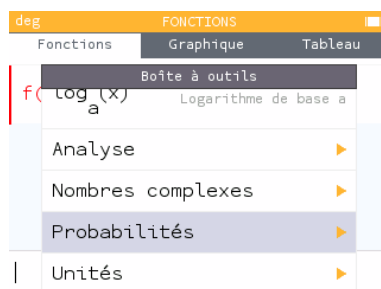 deg FONCTIONS
Fonctions Graphique Tableau
Boîte à outils
f( log (x) Logarithme de base a
a
Analyse
Nombres complexes
Probabilités
Unités